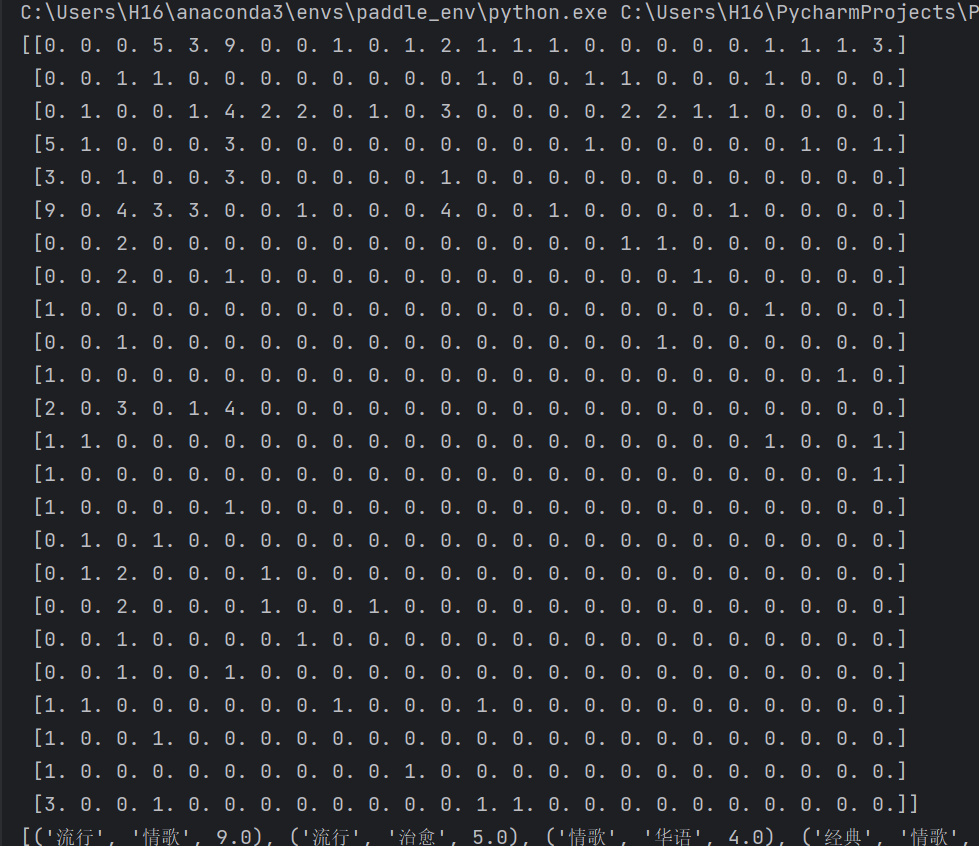 C:\Users\H16\anaconda3\envs\paddle_env\python.exe C:\Users\H16\PycharmProjects\P
[[0. 0. 0. 5. 3. 9. 0. 0. 1. 0. 1. 2. 1. 1. 1. 0. 0. 0. 0. 0. 1. 1. 1. 3.]
[0. 0. 1. 1. 0. 0. 0. 0. 0. 0. 0. 0. 1. 0. 0. 1. 1. 0. 0. 0. 1. 0. 0. 0.]
[0. 1. 0. 0. 1. 4. 2. 2. 0. 1. 0. 3. 0. 0. 0. 0. 2. 2. 1. 1. 0. 0. 0. 0.]
[5. 1. 0. 0. 0. 3. 0. 0. 0. 0. 0. 0. 0. 0. 0. 1. 0. 0. 0. 0. 0. 1. 0. 1.]
[3. 0. 1. 0. 0. 3. 0. 0. 0. 0. 0. 1. 0. 0. 0. 0. 0. 0. 0. 0. 0. 0. 0. 0.]
[9. 0. 4. 3. 3. 0. 0. 1. 0. 0. 0. 4. 0. 0. 1. 0. 0. 0. 0. 1. 0. 0. 0. 0.]
[0. 0. 2. 0. 0. 0. 0. 0. 0. 0. 0. 0. 0. 0. 0. 0. 1. 1. 0. 0. 0. 0. 0. 0.]
[0. 0. 2. 0. 0. 1. 0. 0. 0. 0. 0. 0. 0. 0. 0. 0. 0. 0. 1. 0. 0. 0. 0. 0.]
[1. 0. 0. 0. 0. 0. 0. 0. 0. 0. 0. 0. 0. 0. 0. 0. 0. 0. 0. 0. 1. 0. 0. 0.]
[0. 0. 1. 0. 0. 0. 0. 0. 0. 0. 0. 0. 0. 0. 0. 0. 0. 1. 0. 0. 0. 0. 0. 0.]
[1. 0. 0. 0. 0. 0. 0. 0. 0. 0. 0. 0. 0. 0. 0. 0. 0. 0. 0. 0. 0. 0. 1. 0.]
[2. 0. 3. 0. 1. 4. 0. 0. 0. 0. 0. 0. 0. 0. 0. 0. 0. 0. 0. 0. 0. 0. 0. 0.]
[1. 1. 0. 0. 0. 0. 0. 0. 0. 0. 0. 0. 0. 0. 0. 0. 0. 0. 0. 0. 1. 0. 0. 1.]
[1. 0. 0. 0. 0. 0. 0. 0. 0. 0. 0. 0. 0. 0. 0. 0. 0. 0. 0. 0. 0. 0. 0. 1.]
[1. 0. 0. 0. 0. 1. 0. 0. 0. 0. 0. 0. 0. 0. 0. 0. 0. 0. 0. 0. 0. 0. 0. 0.]
[0. 1. 0. 1. 0. 0. 0. 0. 0. 0. 0. 0. 0. 0. 0. 0. 0. 0. 0. 0. 0. 0. 0. 0.]
[0. 1. 2. 0. 0. 0. 1. 0. 0. 0. 0. 0. 0. 0. 0. 0. 0. 0. 0. 0. 0. 0. 0. 0.]
[0. 0. 2. 0. 0. 0. 1. 0. 0. 1. 0. 0. 0. 0. 0. 0. 0. 0. 0. 0. 0. 0. 0. 0.]
[0. 0. 1. 0. 0. 0. 0. 1. 0. 0. 0. 0. 0. 0. 0. 0. 0. 0. 0. 0. 0. 0. 0. 0.]
[0. 0. 1. 0. 0. 1. 0. 0. 0. 0. 0. 0. 0. 0. 0. 0. 0. 0. 0. 0. 0. 0. 0. 0.]
[1. 1. 0. 0. 0. 0. 0. 0. 1. 0. 0. 0. 1. 0. 0. 0. 0. 0. 0. 0. 0. 0. 0. 0.]
[1. 0. 0. 1. 0. 0. 0. 0. 0. 0. 0. 0. 0. 0. 0. 0. 0. 0. 0. 0. 0. 0. 0. 0.]
[1. 0. 0. 0. 0. 0. 0. 0. 0. 0. 1. 0. 0. 0. 0. 0. 0. 0. 0. 0. 0. 0. 0. 0.]
[3. 0. 0. 1. 0. 0. 0. 0. 0. 0. 0. 0. 1. 1. 0. 0. 0. 0. 0. 0. 0. 0. 0. 0.]]
[('流行', '情歌', 9.0), ('流行', '治愈', 5.0), ('情歌', '华语', 4.0), ('经典', '情歌',